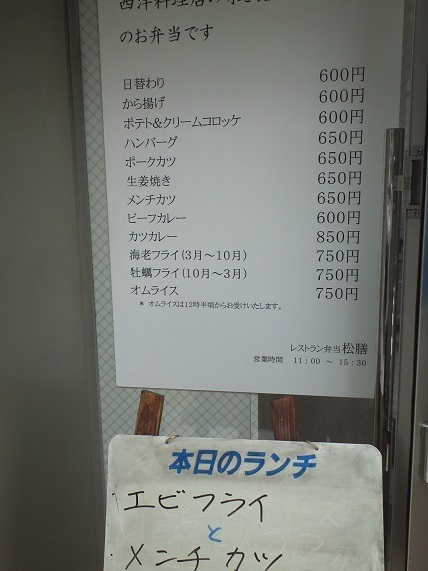 西洋料理店の
のお弁当です
日替わり 600円
から揚げ 600円
ポテト&クリームコロッケ 600円
ハンバーグ 650円
ポークカツ 650円
生姜焼き 650円
メンチカツ 650円
ビーフカレー 600円
カツカレー 850円
海老フライ(3月～10月) 750円
牡蠣フライ(10月～3月) 750円
オムライス 750円
* オムライスは12時半頃からお受けいたします。
レストラン弁当 松膳
営業時間 11:00 ～ 15:30
本日のランチ
エビフライ
と
メンチカツ